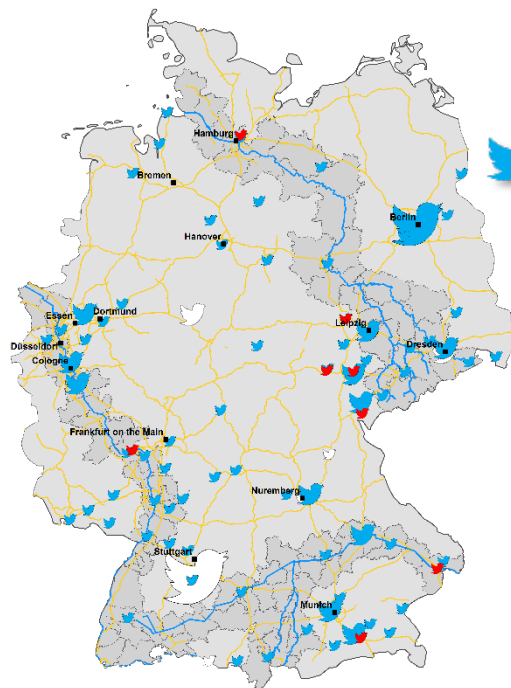 Hamburg
Bremen
Berlin
Hanover
Essen
Dortmund
Leipzig
Düsseldorf
Dresden
Cologne
Frankfurt on the Main
Nuremberg
Stuttgart
Munich